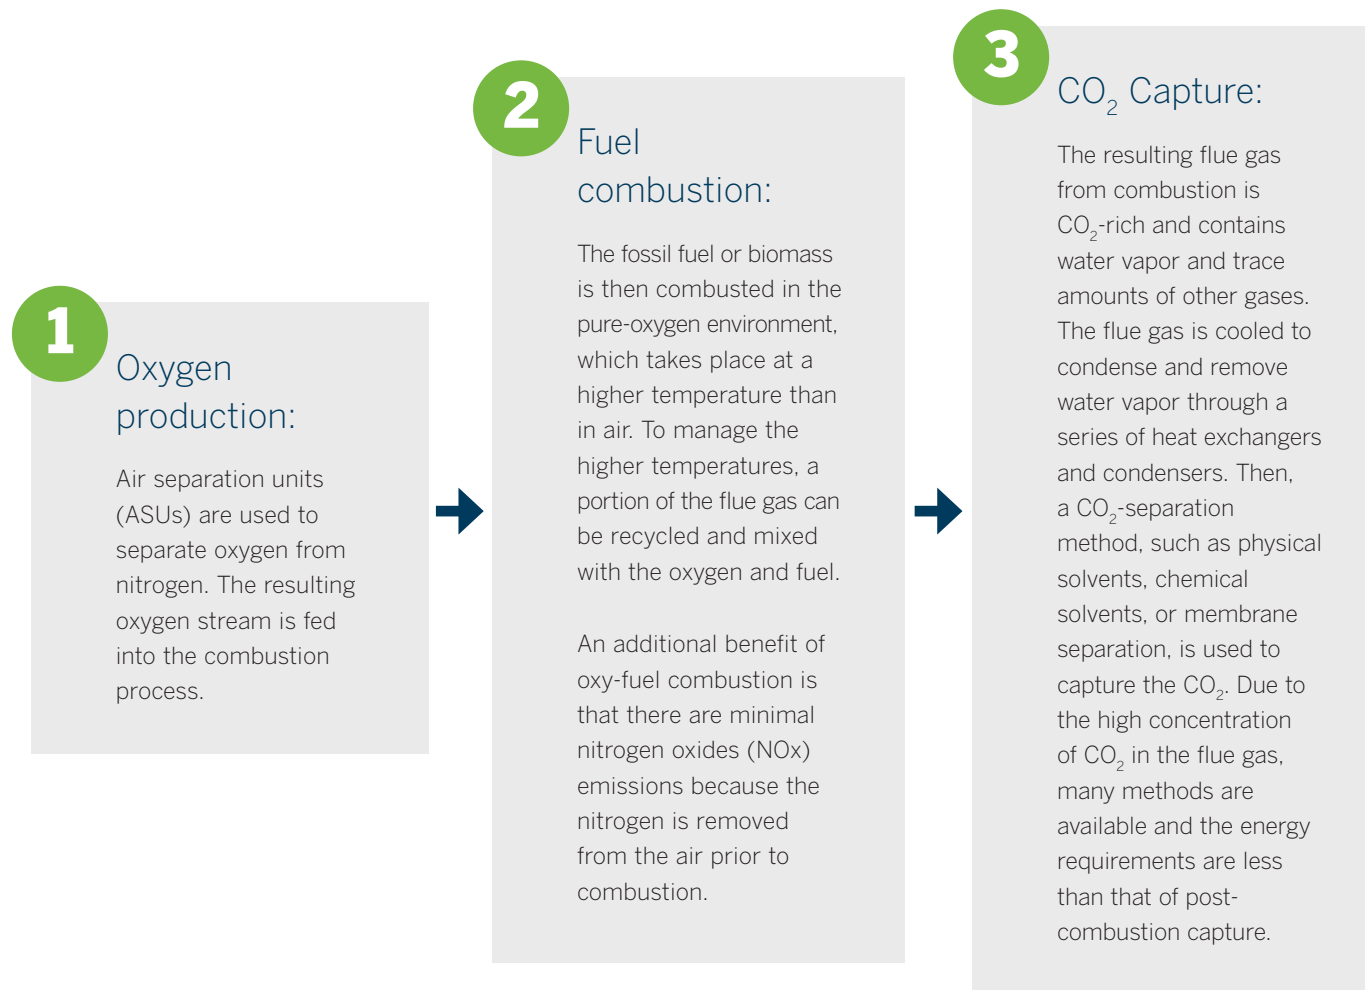 1
Oxygen
production:
Air separation units
(ASUs) are used to
separate oxygen from
nitrogen. The resulting
oxygen stream is fed
into the combustion
process.
2
Fuel
combustion:
The fossil fuel or biomass
is then combusted in the
pure-oxygen environment,
which takes place at a
higher temperature than
in air. To manage the
higher temperatures, a
portion of the flue gas can
be recycled and mixed
with the oxygen and fuel.
An additional benefit of
oxy-fuel combustion is
that there are minimal
nitrogen oxides (NOx)
emissions because the
nitrogen is removed
from the air prior to
combustion.
3
CO₂ Capture:
The resulting flue gas
from combustion is
CO₂-rich and contains
water vapor and trace
amounts of other gases.
The flue gas is cooled to
condense and remove
water vapor through a
series of heat exchangers
and condensers. Then,
a CO₂-separation
method, such as physical
solvents, chemical
solvents, or membrane
separation, is used to
capture the CO₂. Due to
the high concentration
of CO₂ in the flue gas,
many methods are
available and the energy
requirements are less
than that of post-
combustion capture.